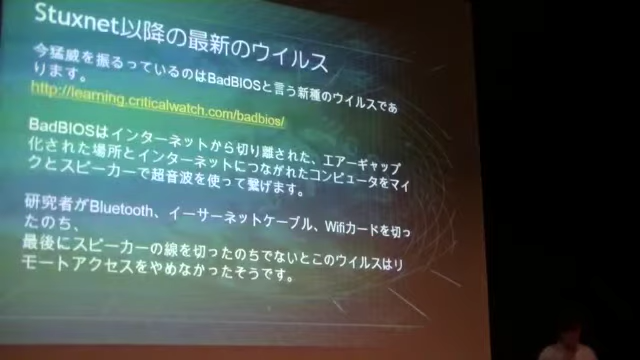 Stuxnet以降の最新のウイルス
今猛威を振るっているのはBadBIOSと言う新種のウイルスであ
ります。
http://learning.criticalwatch.com/badbios/
BadBIOSはインターネットから切り離された、エアーギャップ
化された場所とインターネットにつながれたコンピュータをマイ
クとスピーカーで超音波を使って繋げます。
研究者がBluetooth、イーサーネットケーブル、Wifiカードを切っ
たのち、
最後にスピーカーの線を切ったのちでないとこのウイルスはリ
モートアクセスをやめなかったそうです。